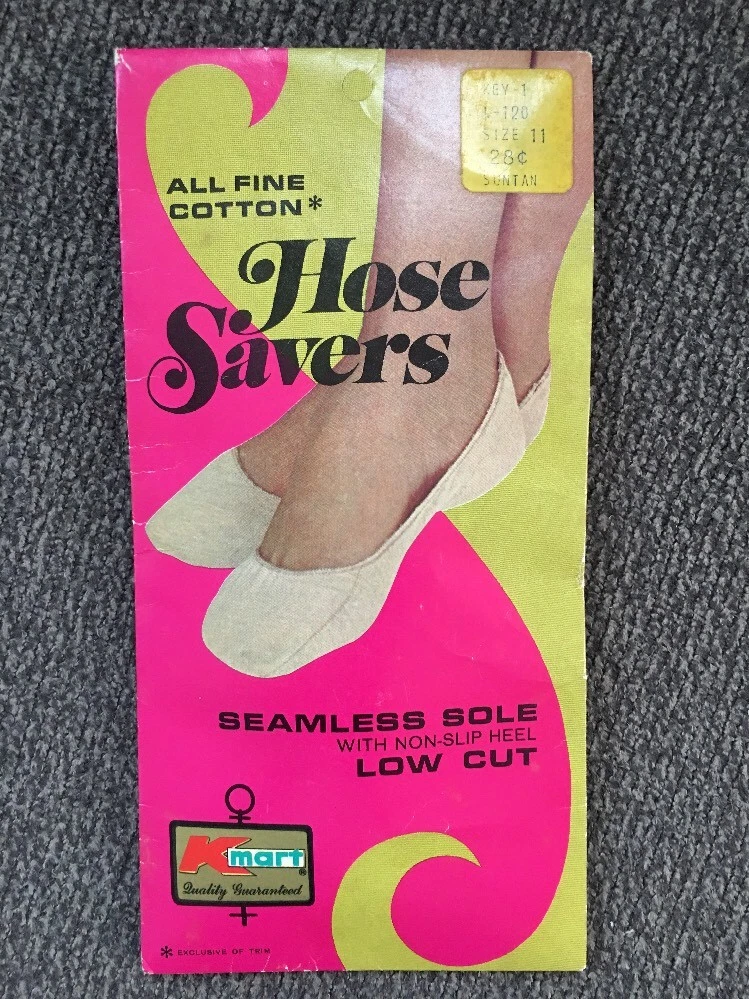 KEY-1
L-120
SIZE 11
28¢
SUNTAN
ALL FINE
COTTON*
Hose
Savers
SEAMLESS SOLE
WITH NON-SLIP HEEL
LOW CUT
Kmart®
Quality Guaranteed
* EXCLUSIVE OF TRIM